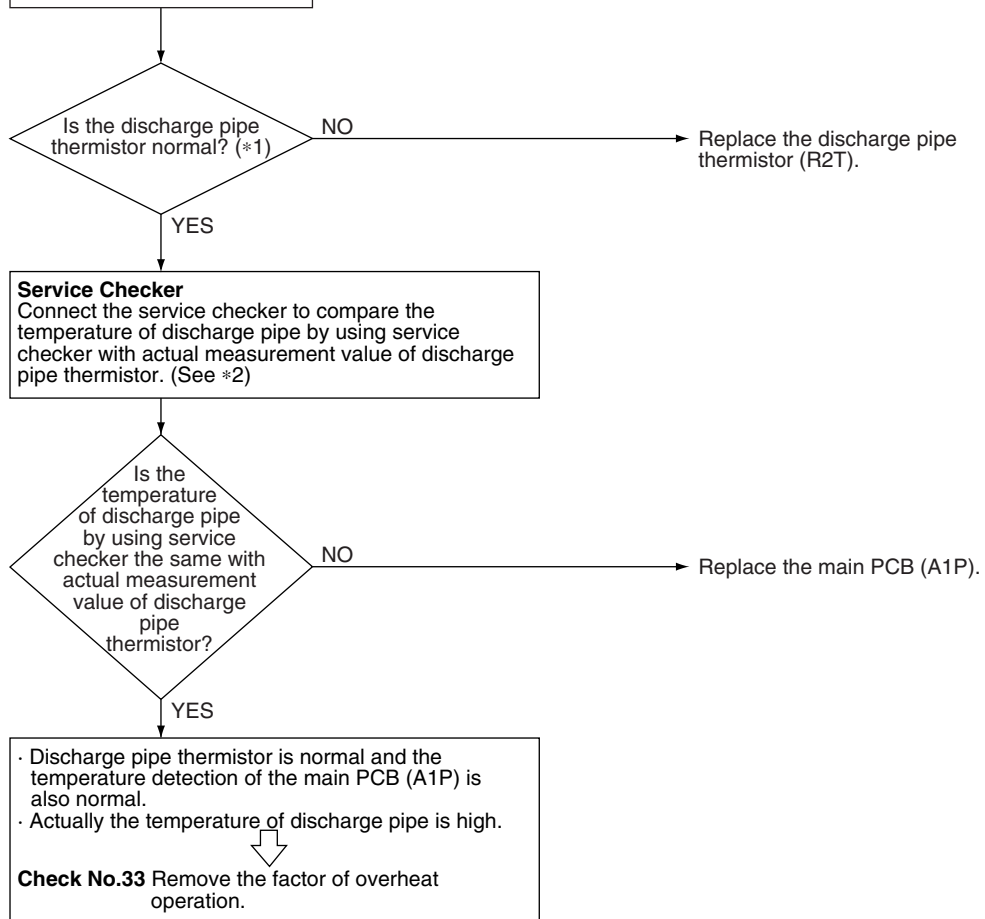 Is the discharge pipe
thermistor normal? (*1)
NO
Replace the discharge pipe
thermistor (R2T).
YES
Service Checker
Connect the service checker to compare the
temperature of discharge pipe by using service
checker with actual measurement value of discharge
pipe thermistor. (See *2)
Is the
temperature
of discharge pipe
by using service
checker the same with
actual measurement
value of discharge
pipe
thermistor?
NO
Replace the main PCB (A1P).
YES
· Discharge pipe thermistor is normal and the
temperature detection of the main PCB (A1P) is
also normal.
· Actually the temperature of discharge pipe is high.
Check No.33 Remove the factor of overheat
operation.